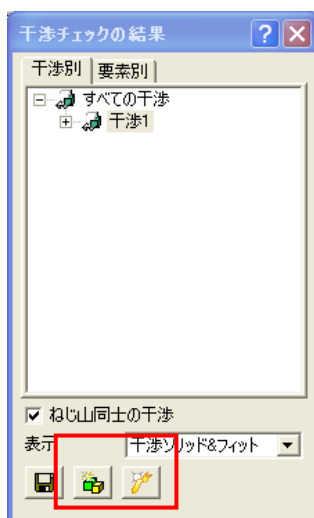 干渉チェックの結果
干渉別 要素別
すべての干渉
干渉1
ねじ山同士の干渉
表示 干渉ソリッド&フィット